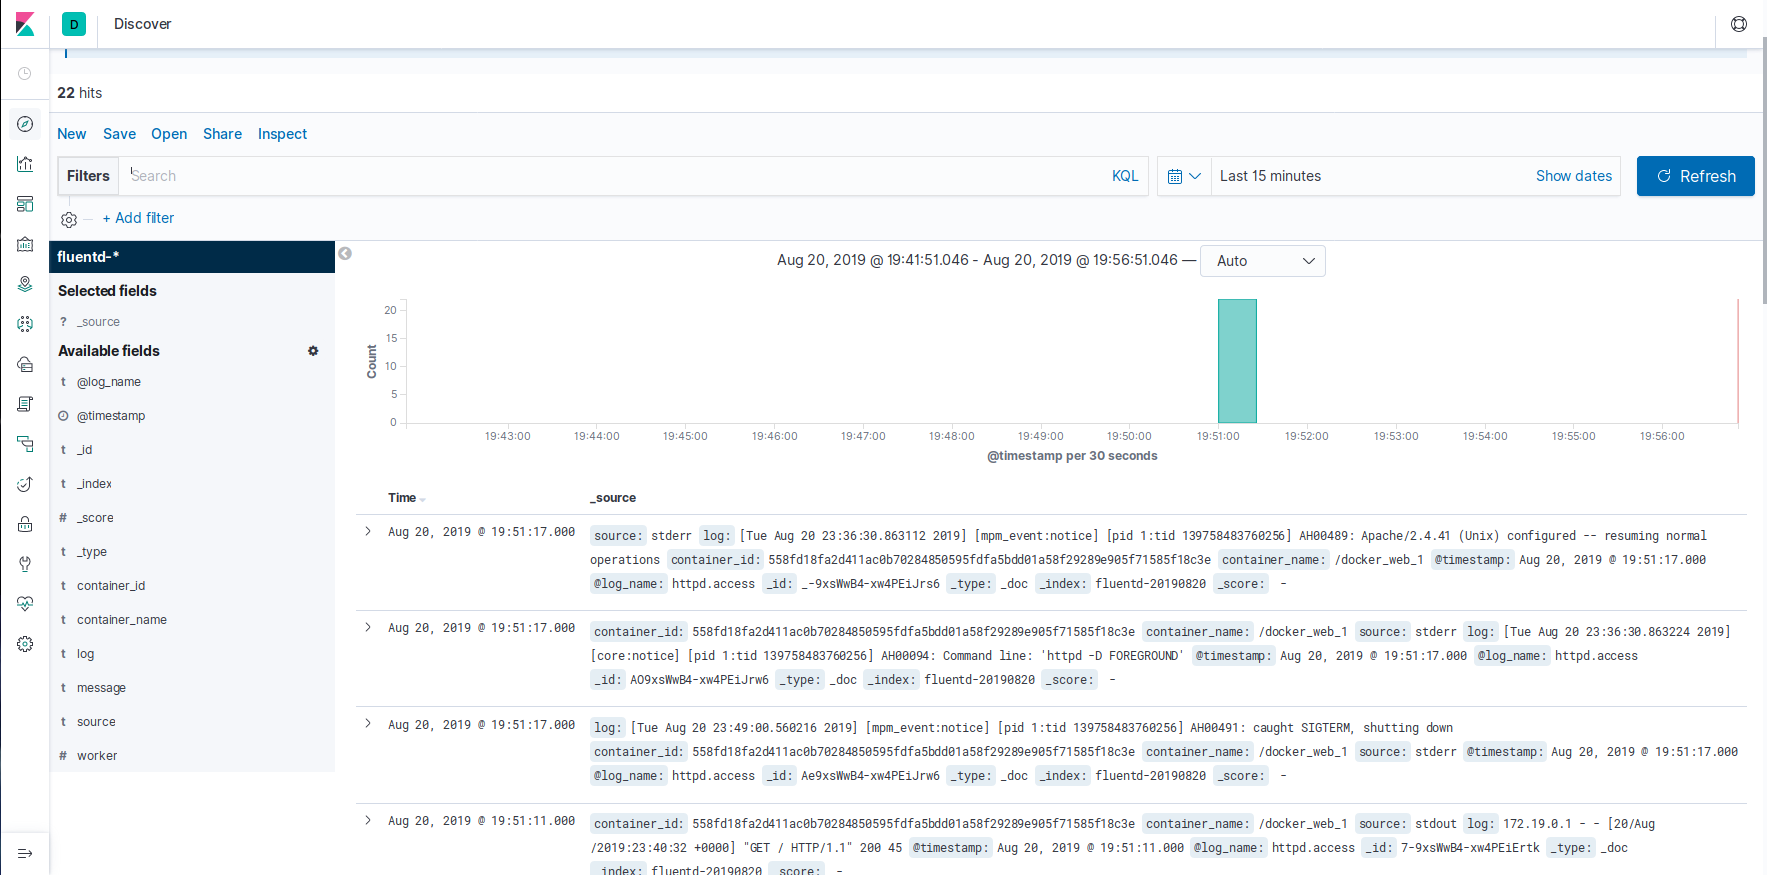 D Discover
22 hits
New Save Open Share Inspect
Filters Search KQL Last 15 minutes Show dates Refresh
+ Add filter
fluentd-*
Selected fields
? _source
Available fields
t @log_name
@timestamp
t _id
t _index
# _score
t _type
t container_id
t container_name
t log
t message
t source
# worker
Aug 20, 2019 @ 19:41:51.046 - Aug 20, 2019 @ 19:56:51.046 — Auto
Count
20
15
10
5
0
19:43:00 19:44:00 19:45:00 19:46:00 19:47:00 19:48:00 19:49:00 19:50:00 19:51:00 19:52:00 19:53:00 19:54:00 19:55:00 19:56:00
@timestamp per 30 seconds
Time _source
Aug 20, 2019 @ 19:51:17.000 source: stderr log: [Tue Aug 20 23:36:30.863112 2019] [mpm_event:notice] [pid 1:tid 139758483760256] AH00489: Apache/2.4.41 (Unix) configured -- resuming normal
operations container_id: 558fd18fa2d411ac0b70284850595fdfa5bdd01a58f29289e905f71585f18c3e container_name: /docker_web_1 @timestamp: Aug 20, 2019 @ 19:51:17.000
@log_name: httpd.access _id: _-9xsWwB4-xw4PEiJrs6 _type: _doc _index: fluentd-20190820 _score: -
Aug 20, 2019 @ 19:51:17.000 container_id: 558fd18fa2d411ac0b70284850595fdfa5bdd01a58f29289e905f71585f18c3e container_name: /docker_web_1 source: stderr log: [Tue Aug 20 23:36:30.863224 2019]
[core:notice] [pid 1:tid 139758483760256] AH00094: Command line: 'httpd -D FOREGROUND' @timestamp: Aug 20, 2019 @ 19:51:17.000 @log_name: httpd.access
_id: AO9xsWwB4-xw4PEiJrw6 _type: _doc _index: fluentd-20190820 _score: -
Aug 20, 2019 @ 19:51:17.000 log: [Tue Aug 20 23:49:00.560216 2019] [mpm_event:notice] [pid 1:tid 139758483760256] AH00491: caught SIGTERM, shutting down
container_id: 558fd18fa2d411ac0b70284850595fdfa5bdd01a58f29289e905f71585f18c3e container_name: /docker_web_1 source: stderr @timestamp: Aug 20, 2019 @ 19:51:17.000
@log_name: httpd.access _id: Ae9xsWwB4-xw4PEiJrw6 _type: _doc _index: fluentd-20190820 _score: -
Aug 20, 2019 @ 19:51:11.000 container_id: 558fd18fa2d411ac0b70284850595fdfa5bdd01a58f29289e905f71585f18c3e container_name: /docker_web_1 source: stdout log: 172.19.0.1 - - [20/Aug
/2019:23:40:32 +0000] "GET / HTTP/1.1" 200 45 @timestamp: Aug 20, 2019 @ 19:51:11.000 @log_name: httpd.access _id: 7-9xsWwB4-xw4PEiErtk _type: _doc
_index: fluentd-20190820 _score: -